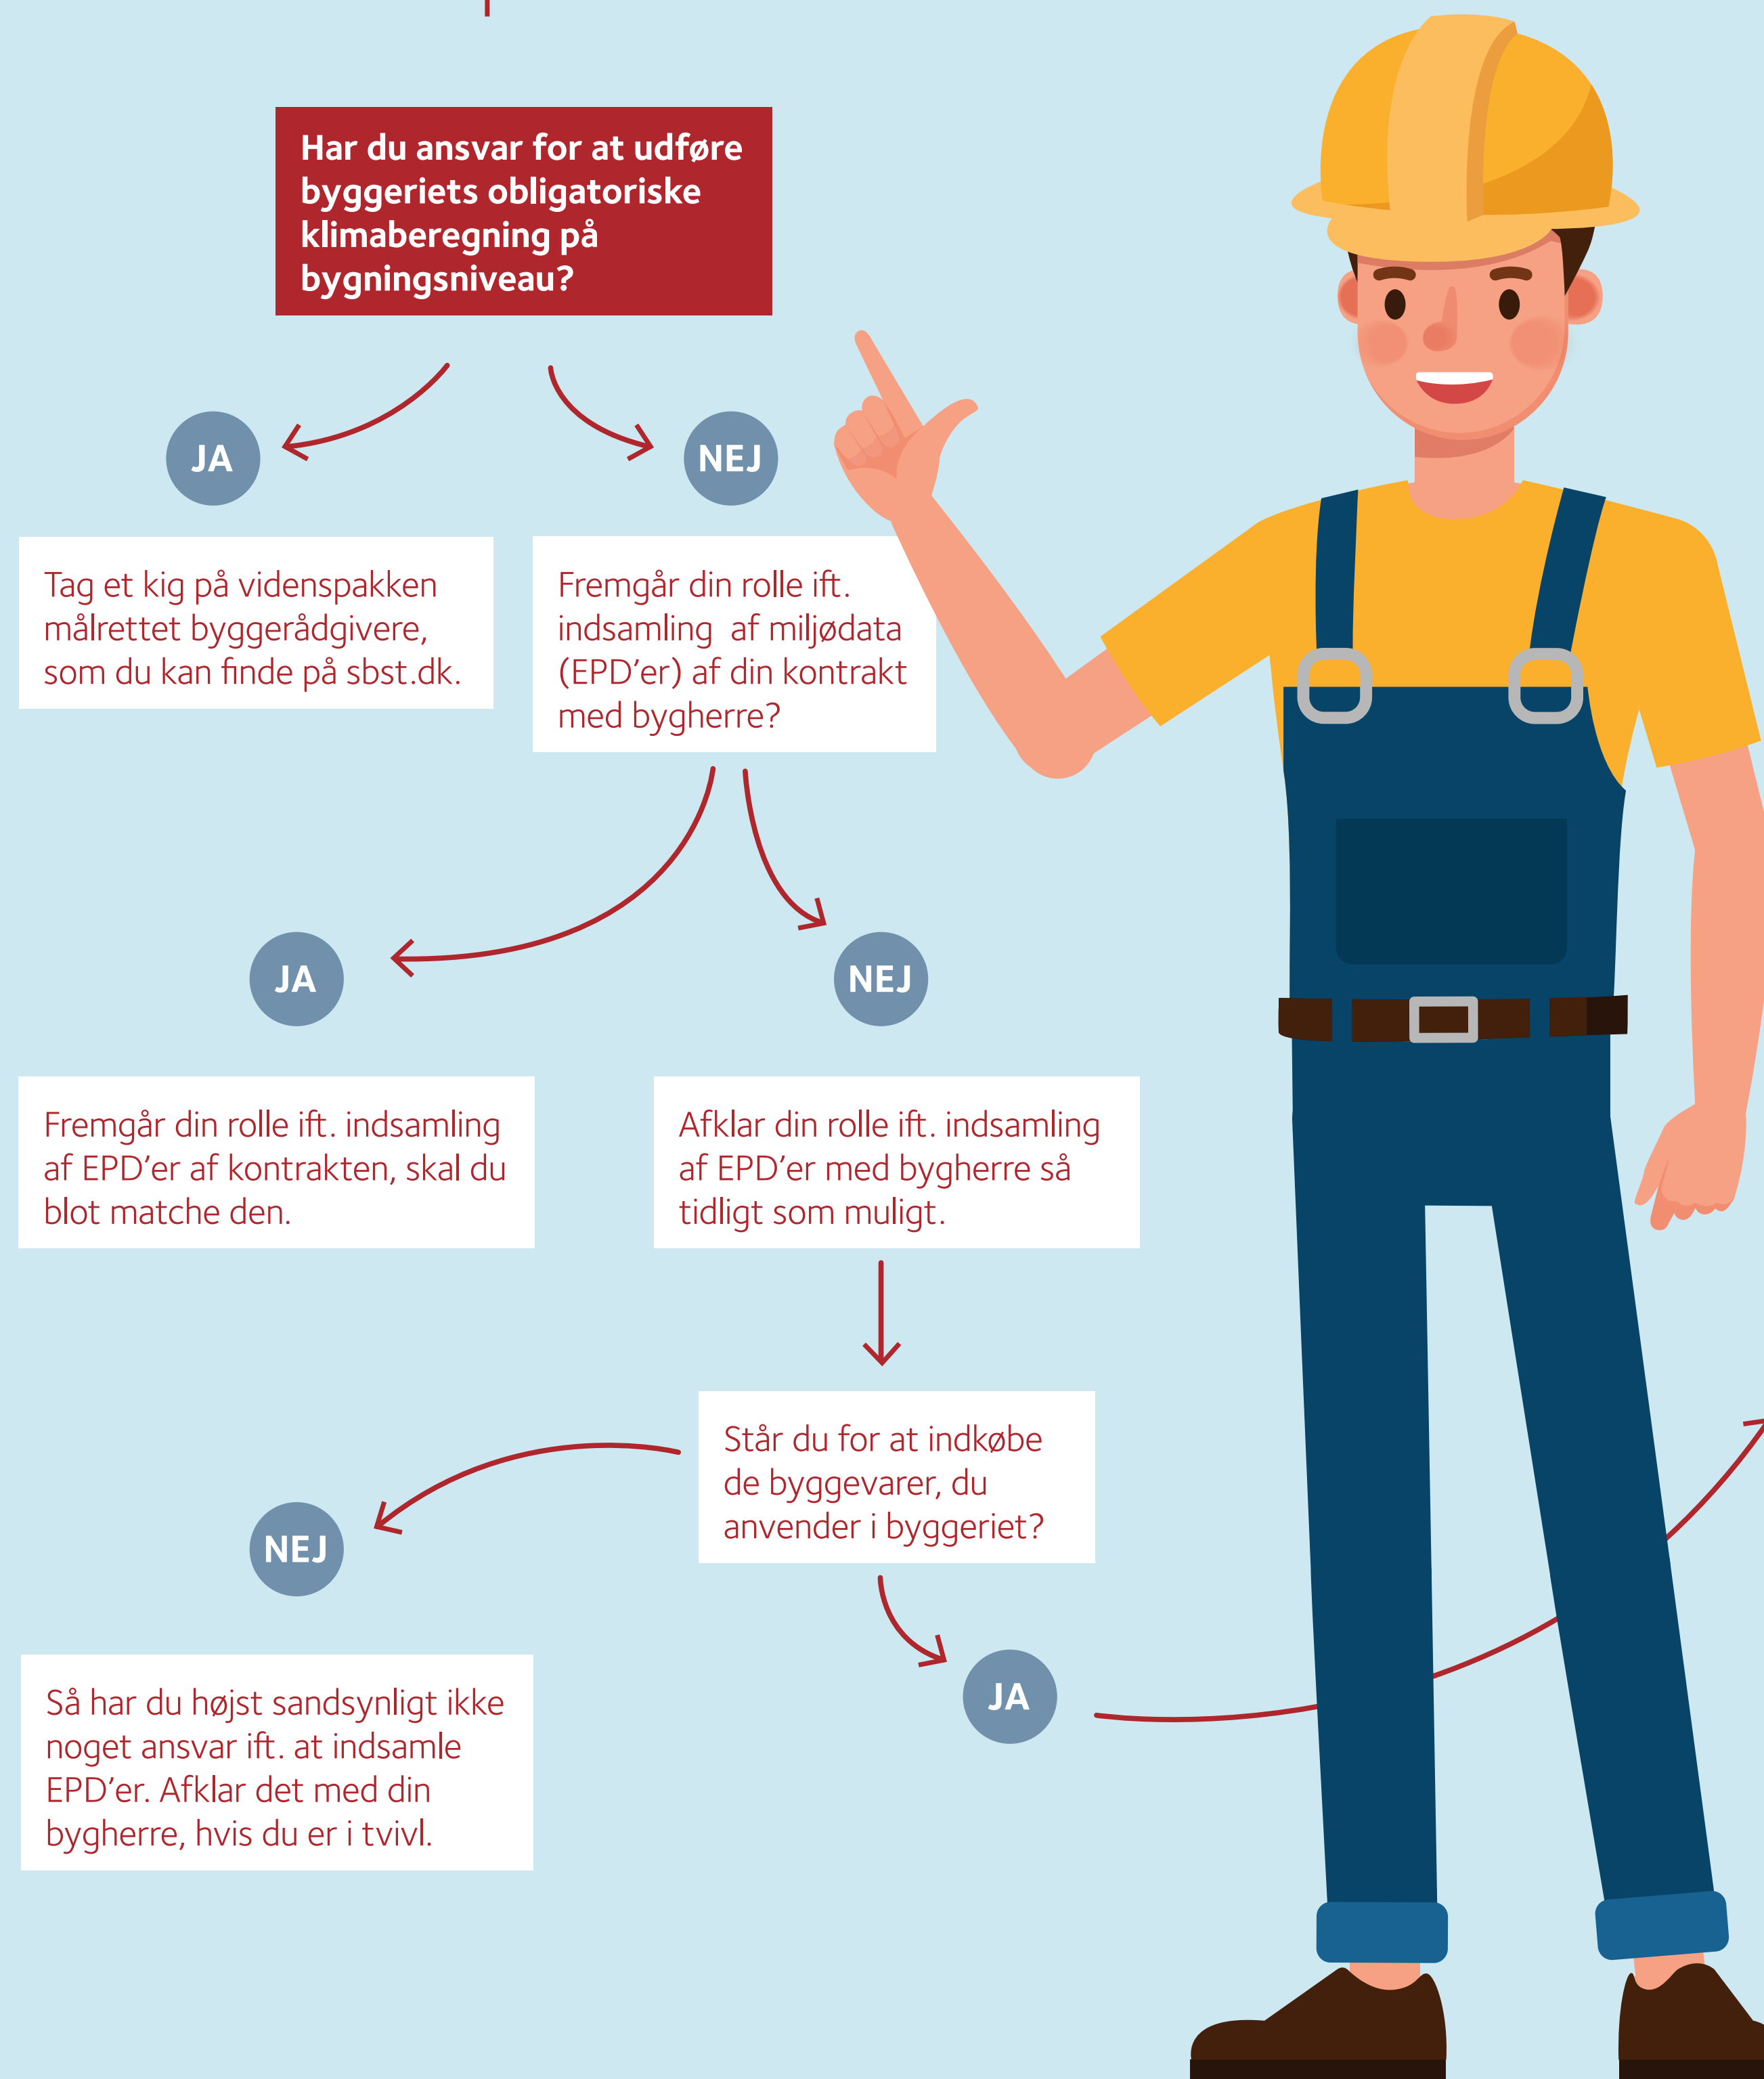 Har du ansvar for at udføre
byggeriets obligatoriske
klimaberegning på
bygningsniveau?
JA
NEJ
Tag et kig på videnspakken
målrettet byggerådgivere,
som du kan finde på sbst.dk.
Fremgår din rolle ift.
indsamling af miljødata
(EPD’er) af din kontrakt
med bygherre?
JA
NEJ
Fremgår din rolle ift. indsamling
af EPD’er af kontrakten, skal du
blot matche den.
Afklar din rolle ift. indsamling
af EPD’er med bygherre så
tidligt som muligt.
Står du for at indkøbe
de byggevarer, du
anvender i byggeriet?
NEJ
JA
Så har du højst sandsynligt ikke
noget ansvar ift. at indsamle
EPD’er. Afklar det med din
bygherre, hvis du er i tvivl.